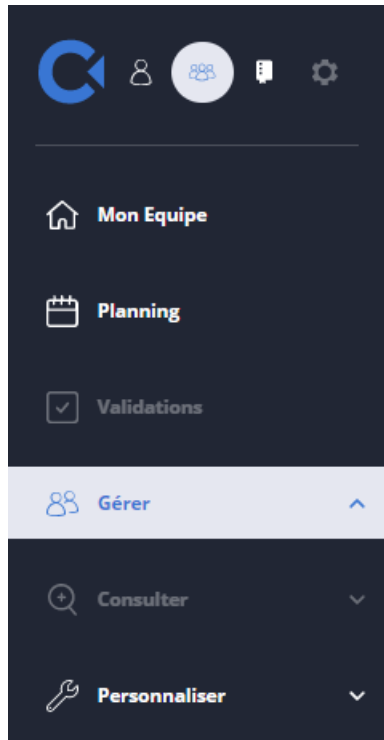 Mon Equipe
Planning
Validations
Gérer
Consulter
Personnaliser